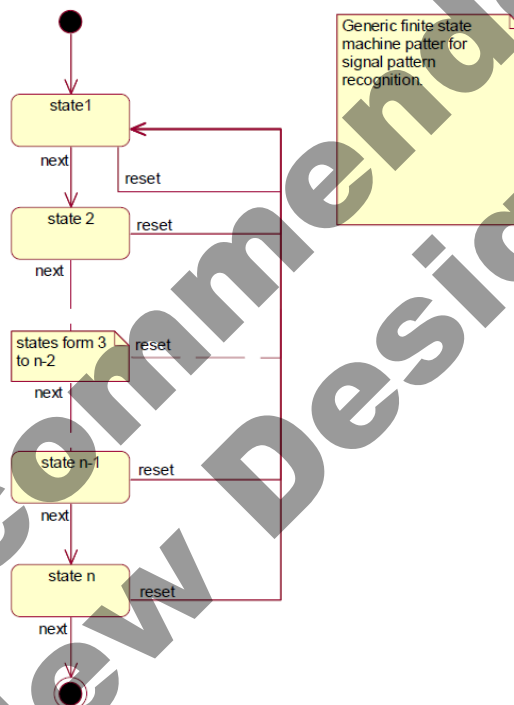 Generic finite state
machine patter for
signal pattern
recognition.
state1
next
reset
state 2
reset
next
states form 3
to n-2
reset
next
state n-1
reset
next
state n
reset
next